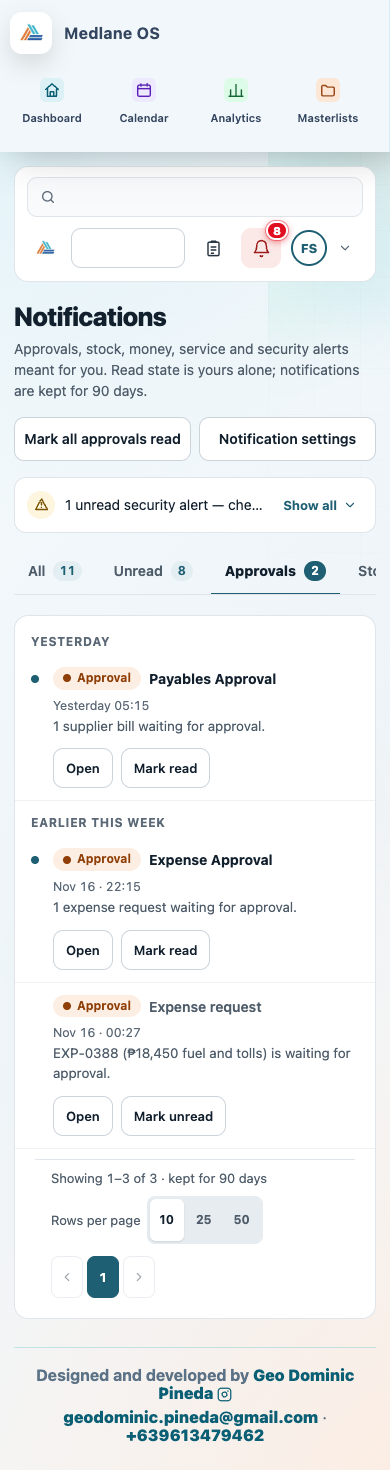 Medlane OS
Dashboard Calendar Analytics Masterlists
8
FS
Notifications
Approvals, stock, money, service and security alerts
meant for you. Read state is yours alone; notifications
are kept for 90 days.
Mark all approvals read Notification settings
1 unread security alert — che... Show all
All 11 Unread 8 Approvals 2
YESTERDAY
Approval Payables Approval
Yesterday 05:15
1 supplier bill waiting for approval.
Open Mark read
EARLIER THIS WEEK
Approval Expense Approval
Nov 16 · 22:15
1 expense request waiting for approval.
Open Mark read
Approval Expense request
Nov 16 · 00:27
EXP-0388 (₱18,450 fuel and tolls) is waiting for
approval.
Open Mark unread
Showing 1–3 of 3 · kept for 90 days
Rows per page 10 25 50
‹ 1 ›
Designed and developed by Geo Dominic
Pineda
geodominic.pineda@gmail.com ·
+639613479462